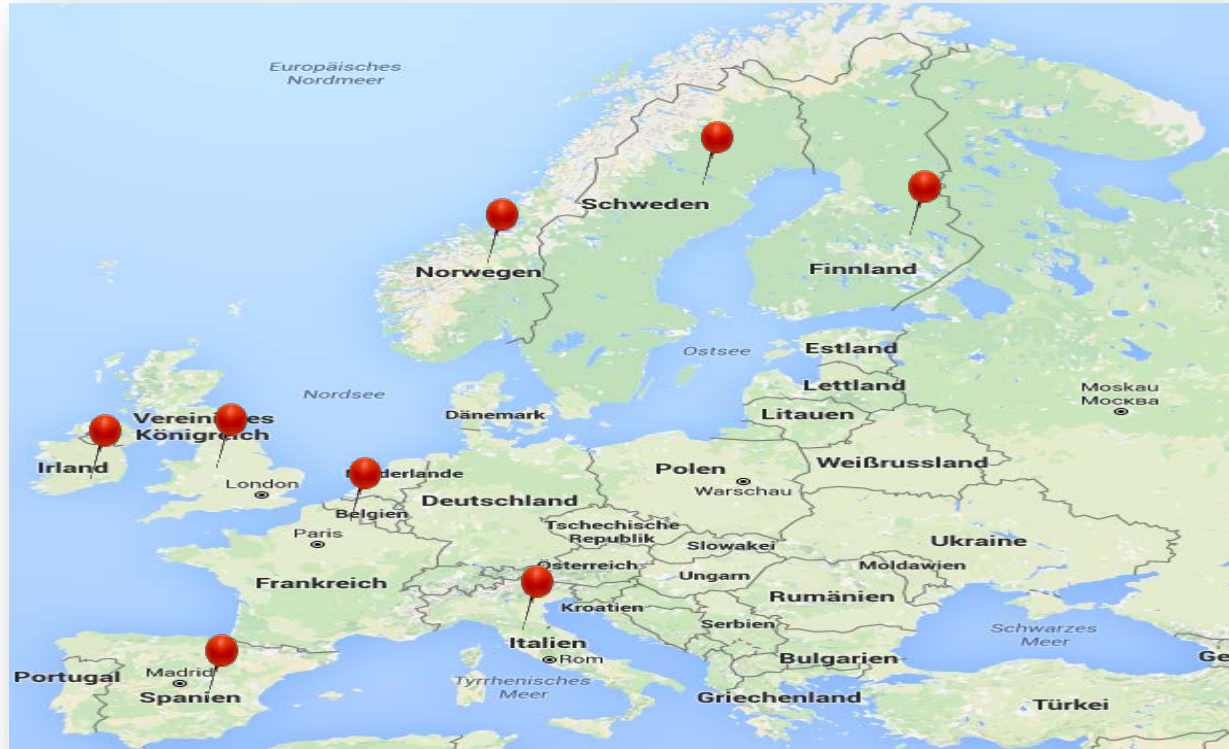 Europäisches
Nordmeer
Schweden
Norwegen
Finnland
Ostsee
Estland
Nordsee
Lettland
Moskau
Москва
Dänemark
Litauen
Königreich
Irland
Polen
Weißrussland
London
Warschau
Deutschland
Belgien
Paris
Tschechische
Republik
Ukraine
Slowakei
Österreich
Moldawien
Frankreich
Ungarn
Rumänien
Kroatien
Serbien
Schwarzes
Meer
Italien
Rom
Bulgarien
Ge
Madrid
Portugal
Spanien
Tyrrhenisches
Meer
Griechenland
Türkei